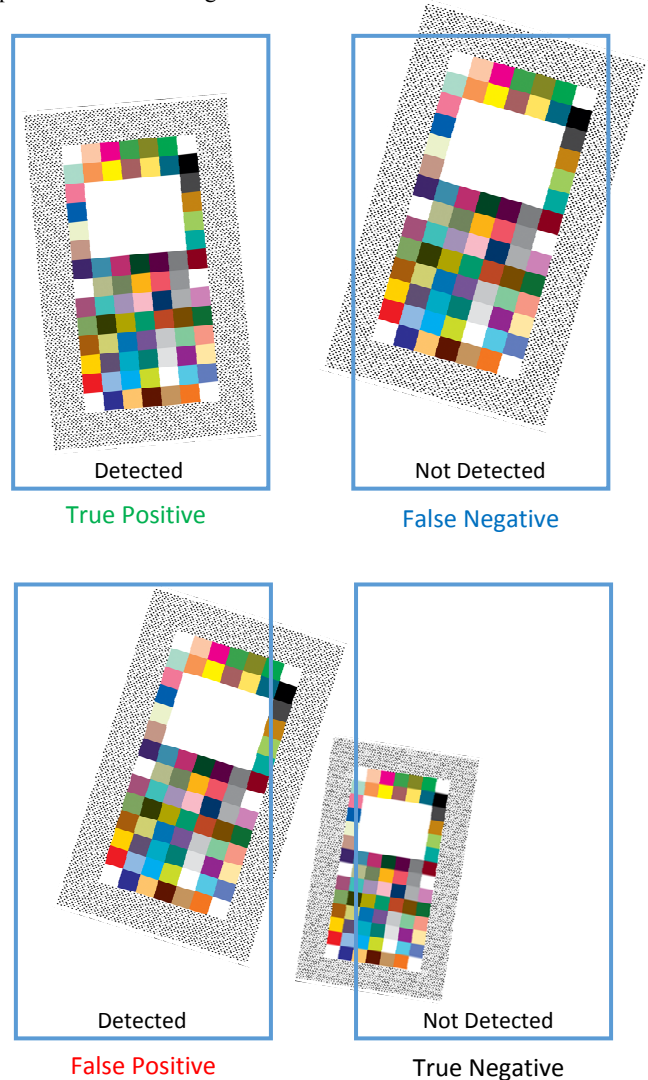 Detected
Not Detected
True Positive
False Negative
Detected
Not Detected
False Positive
True Negative